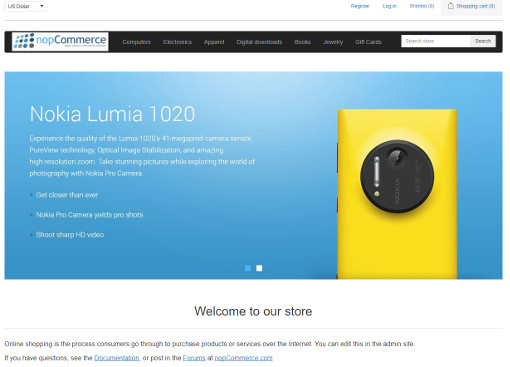 US Dollar
Register Log in Wishlist (0) Shopping cart (0)
nopCommerce
Computers Electronics Apparel Digital downloads Books Jewelry Gift Cards
Search store Search
Nokia Lumia 1020
Experience the quality of the Lumia 1020's 41-megapixel camera sensor,
PureView technology, Optical Image Stabilization, and amazing
high-resolution zoom. Take stunning pictures while exploring the world of
photography with Nokia Pro Camera.
Get closer than ever
Nokia Pro Camera yields pro shots
Shoot sharp HD video
NOKIA
Welcome to our store
Online shopping is the process consumers go through to purchase products or services over the Internet. You can edit this in the admin site.
If you have questions, see the Documentation, or post in the Forums at nopCommerce.com